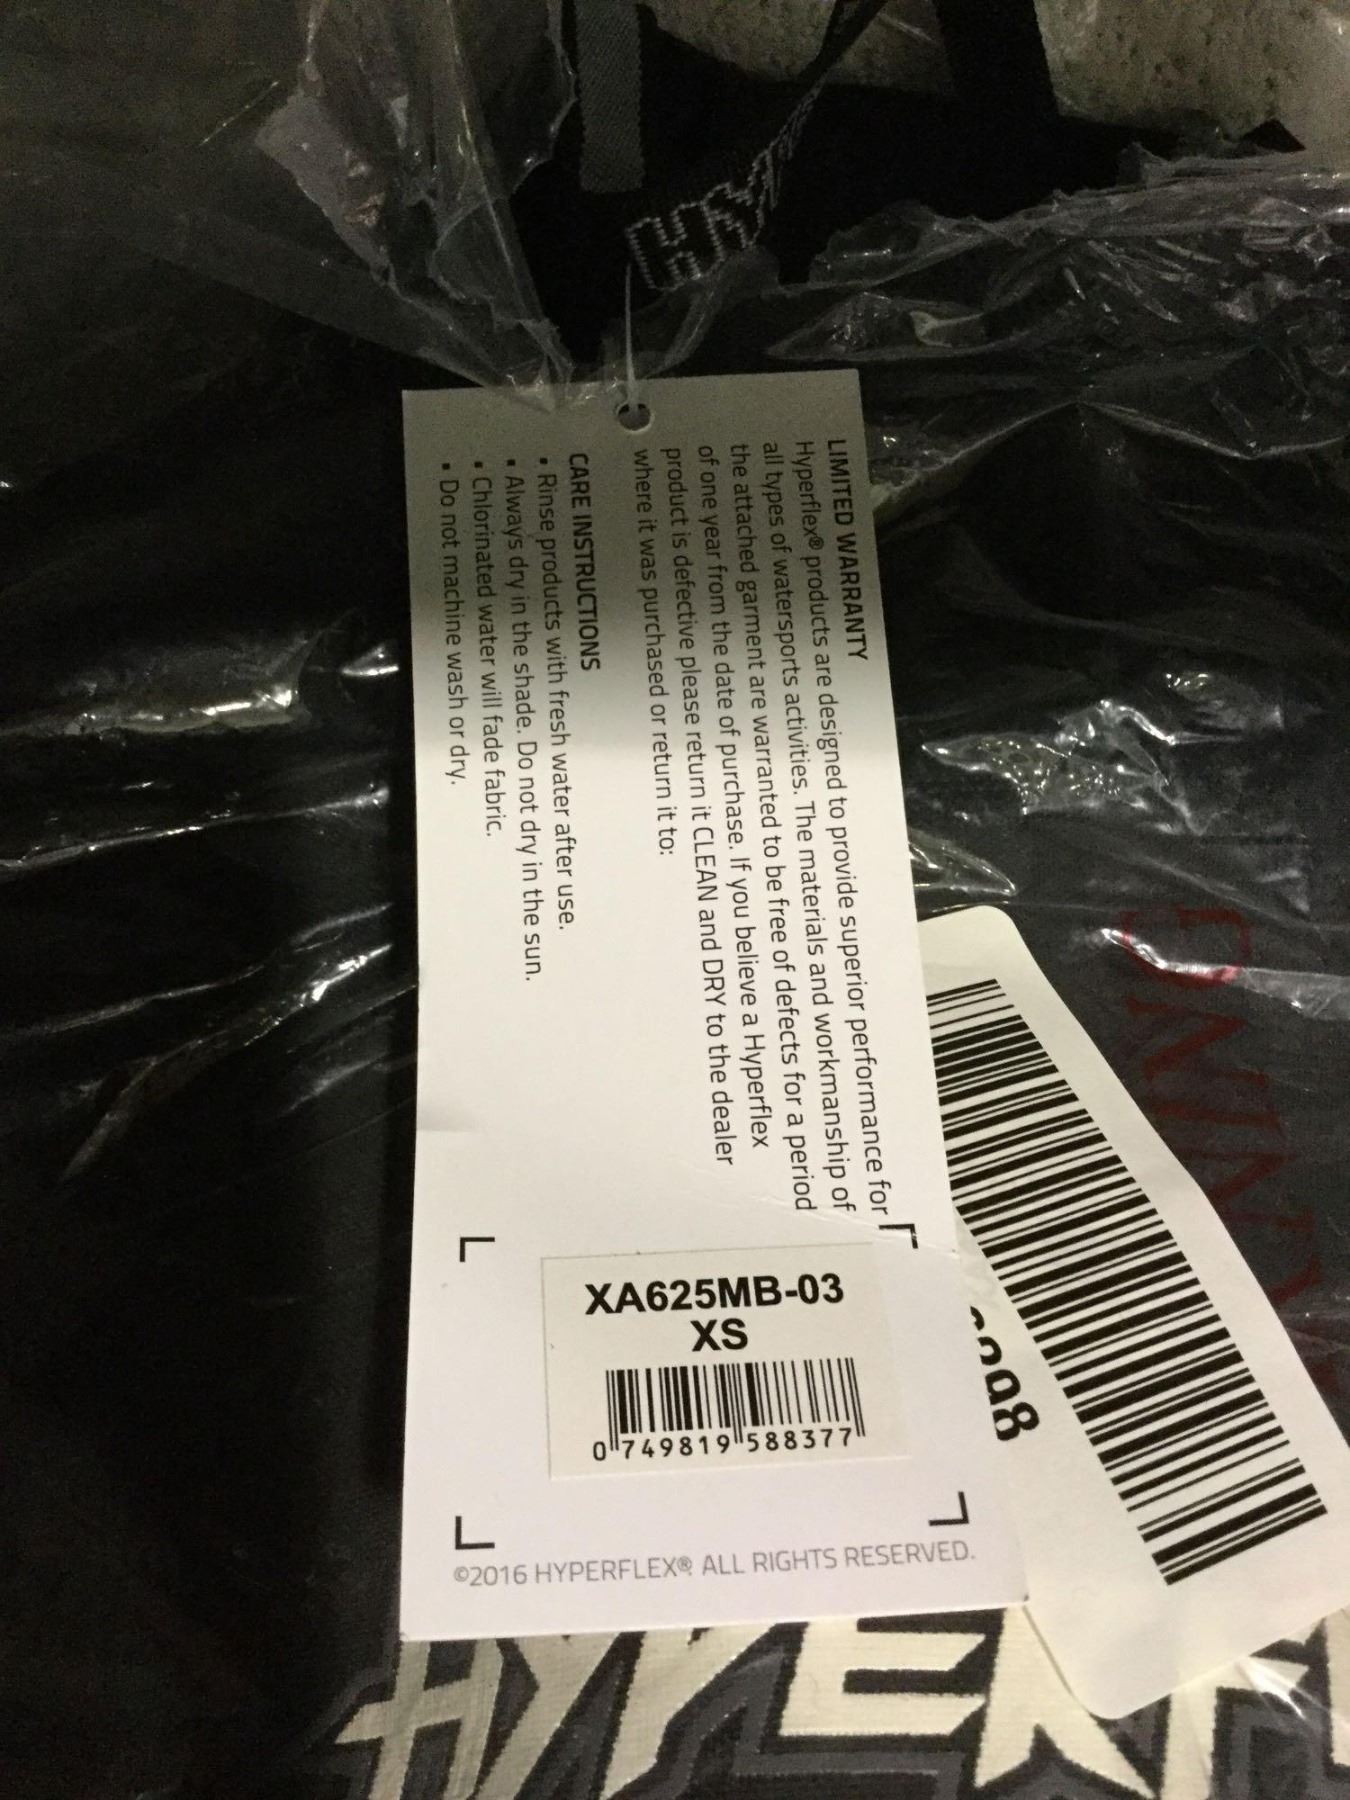 LIMITED WARRANTY
Hyperflex® products are designed to provide superior performance for
all types of watersports activities. The materials and workmanship of
the attached garment are warranted to be free of defects for a period
of one year from the date of purchase. If you believe a Hyperflex
product is defective please return it CLEAN and DRY to the dealer
where it was purchased or return it to:
CARE INSTRUCTIONS
• Rinse products with fresh water after use.
• Always dry in the shade. Do not dry in the sun.
• Chlorinated water will fade fabric.
• Do not machine wash or dry.
XA625MB-03
XS
0 749819 588377
©2016 HYPERFLEX® ALL RIGHTS RESERVED.